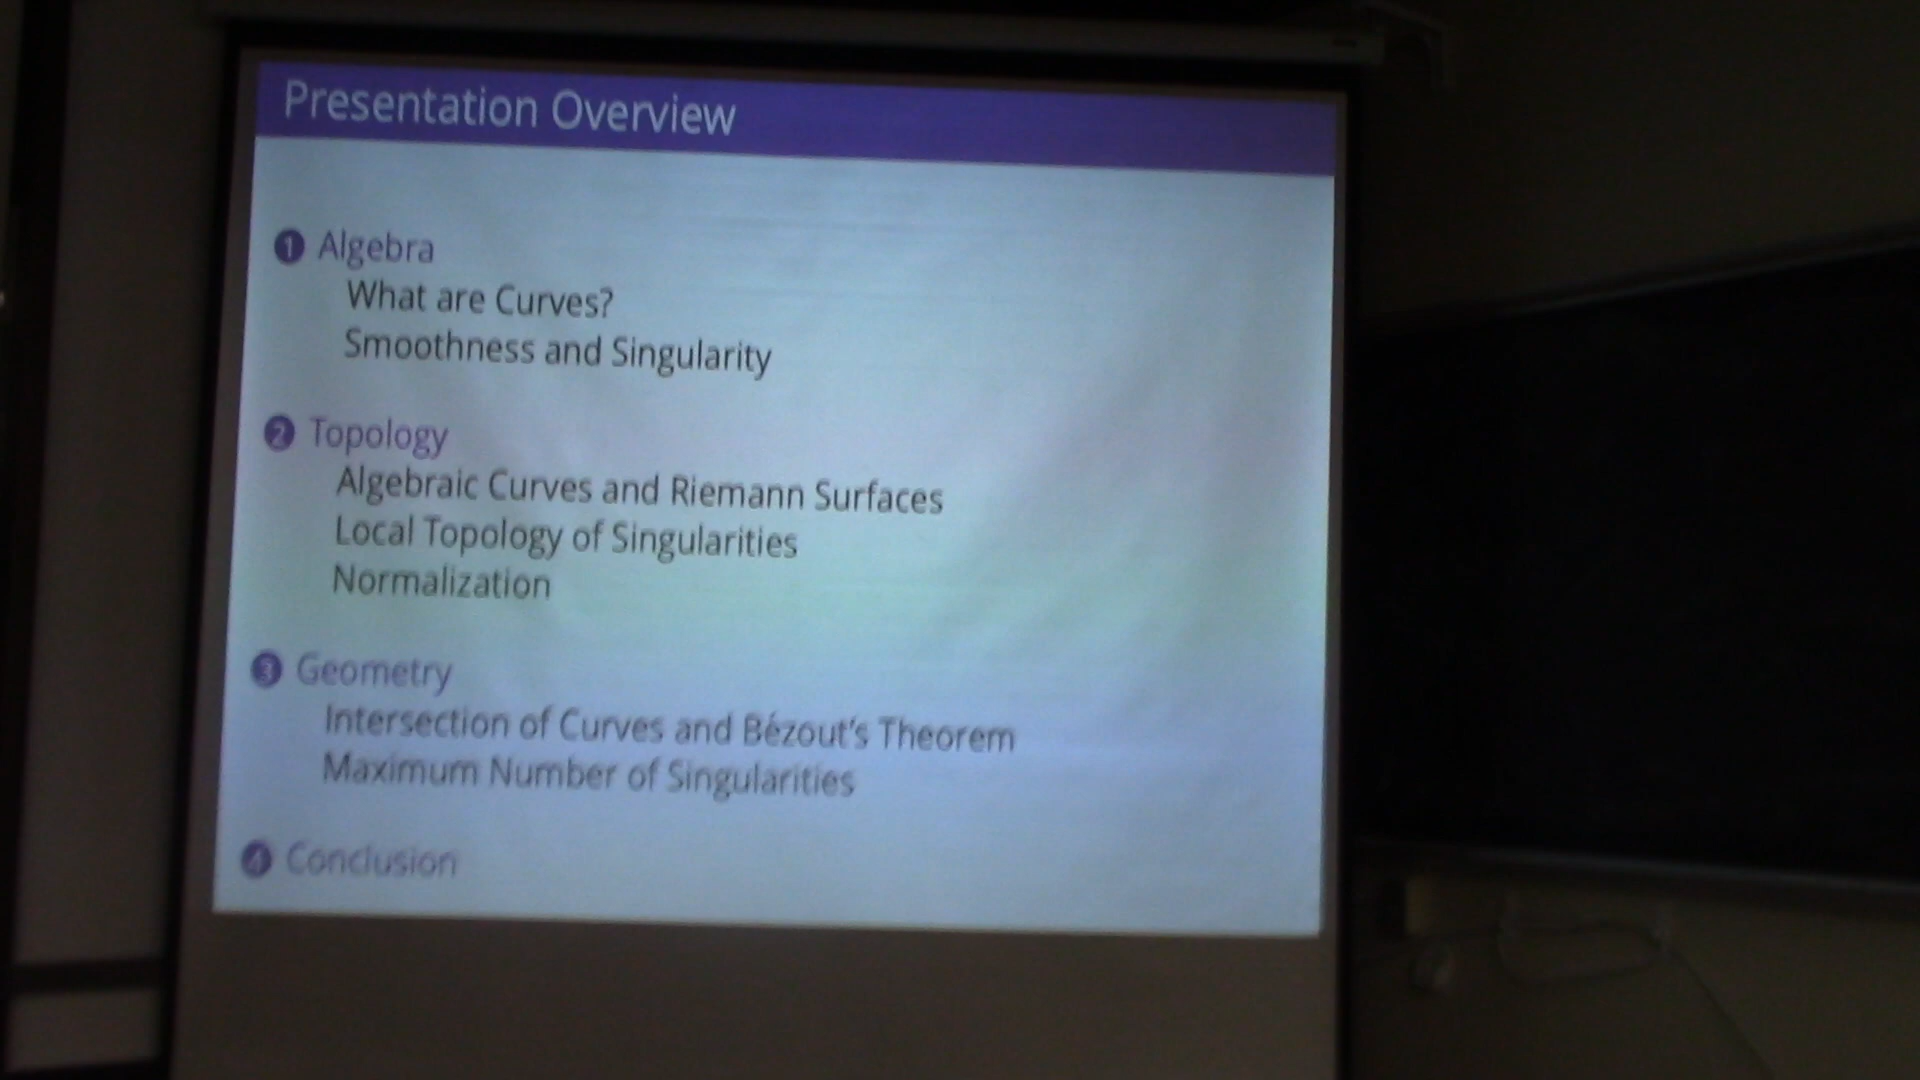 Presentation Overview
1 Algebra
What are Curves?
Smoothness and Singularity
2 Topology
Algebraic Curves and Riemann Surfaces
Local Topology of Singularities
Normalization
3 Geometry
Intersection of Curves and Bézout's Theorem
Maximum Number of Singularities
4 Conclusion